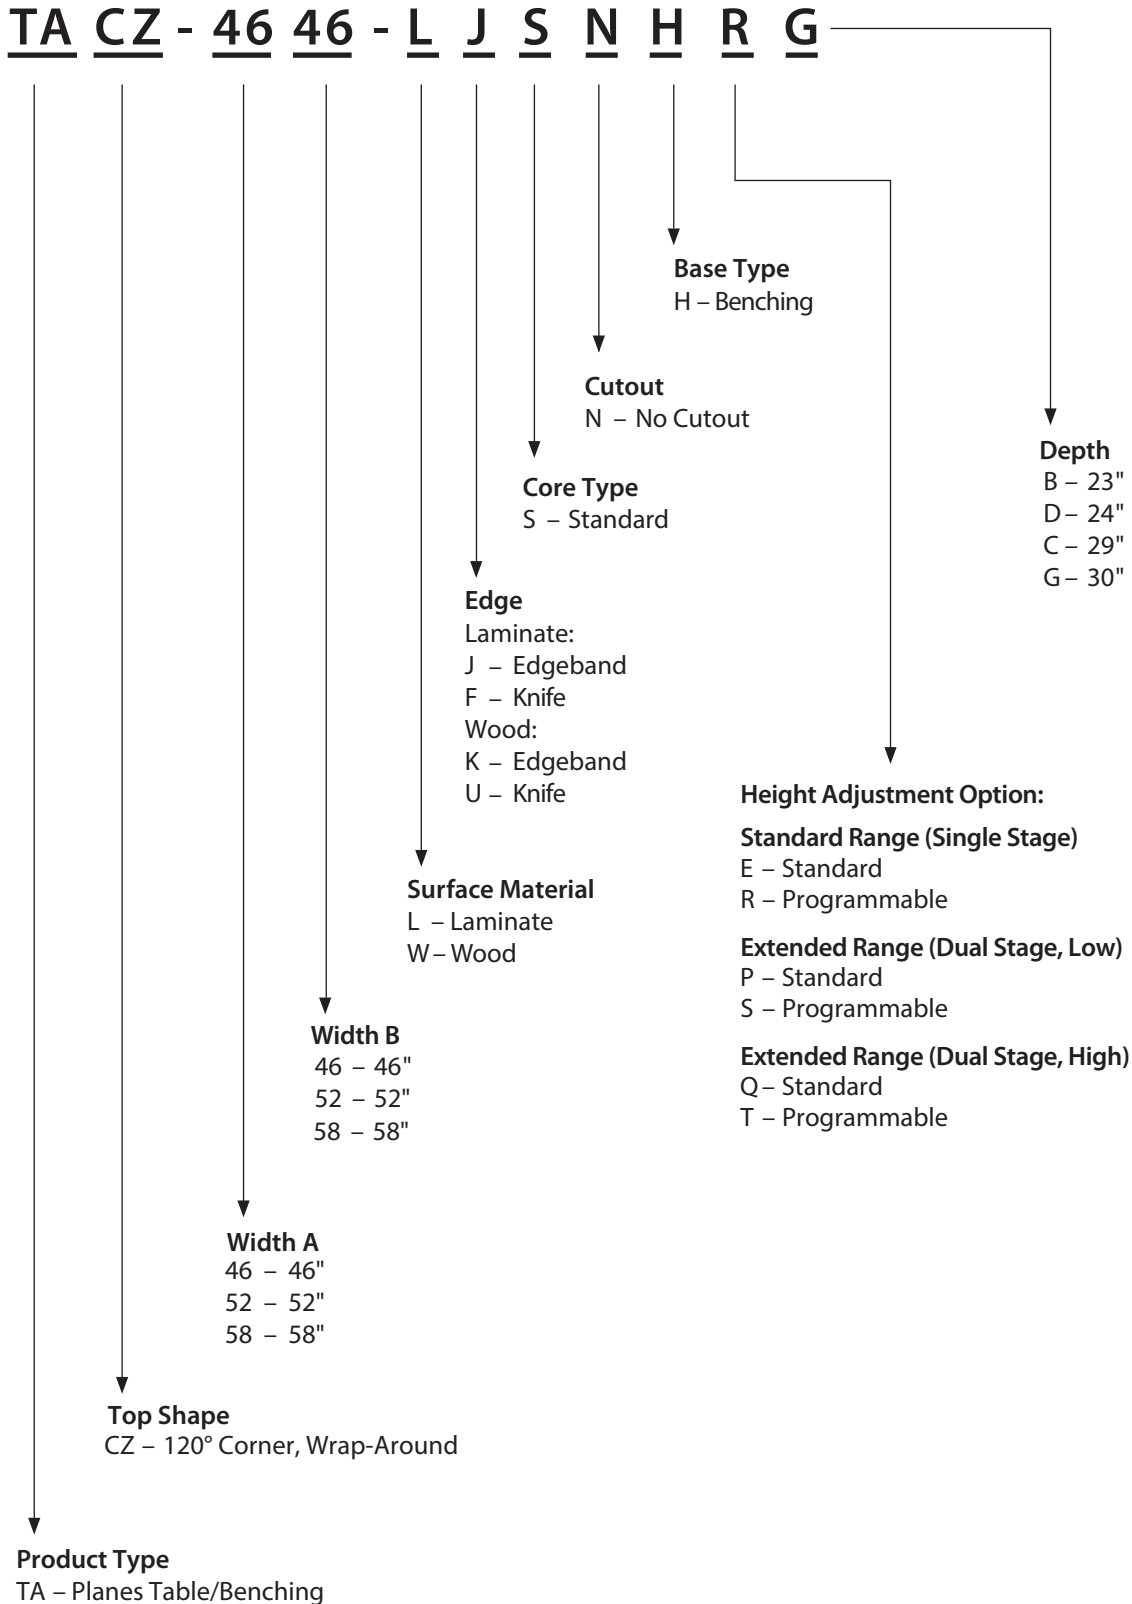 TA CZ - 46 46 - L J S N H R G
Base Type
H – Benching
Cutout
N – No Cutout
Depth
B – 23"
D – 24"
C – 29"
G – 30"
Core Type
S – Standard
Edge
Laminate:
J – Edgeband
F – Knife
Wood:
K – Edgeband
U – Knife
Height Adjustment Option:
Standard Range (Single Stage)
E – Standard
R – Programmable
Extended Range (Dual Stage, Low)
P – Standard
S – Programmable
Extended Range (Dual Stage, High)
Q – Standard
T – Programmable
Surface Material
L – Laminate
W – Wood
Width B
46 – 46"
52 – 52"
58 – 58"
Width A
46 – 46"
52 – 52"
58 – 58"
Top Shape
CZ – 120° Corner, Wrap-Around
Product Type
TA – Planes Table/Benching